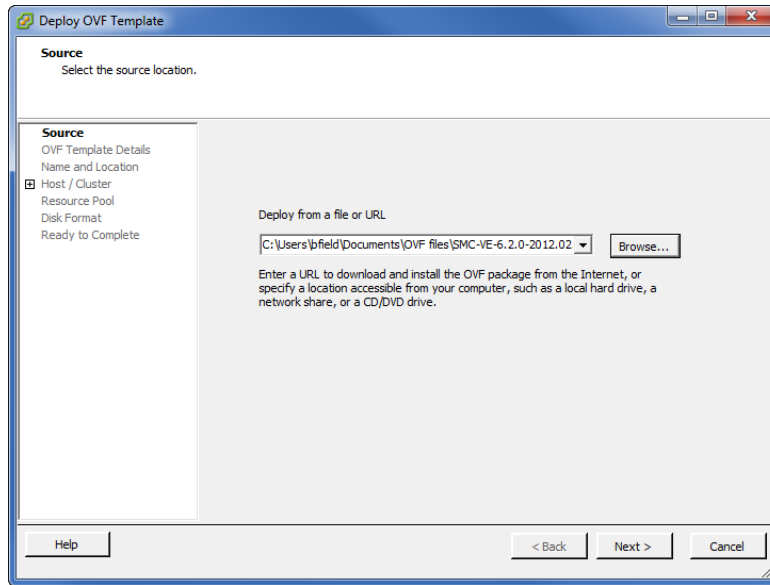 Deploy OVF Template
Source
Select the source location.
Source
OVF Template Details
Name and Location
Host / Cluster
Resource Pool
Disk Format
Ready to Complete
Deploy from a file or URL
C:\Users\bfield\Documents\OVF files\SMC-VE-6.2.0-2012.02
Browse...
Enter a URL to download and install the OVF package from the Internet, or
specify a location accessible from your computer, such as a local hard drive, a
network share, or a CD/DVD drive.
Help
< Back
Next >
Cancel